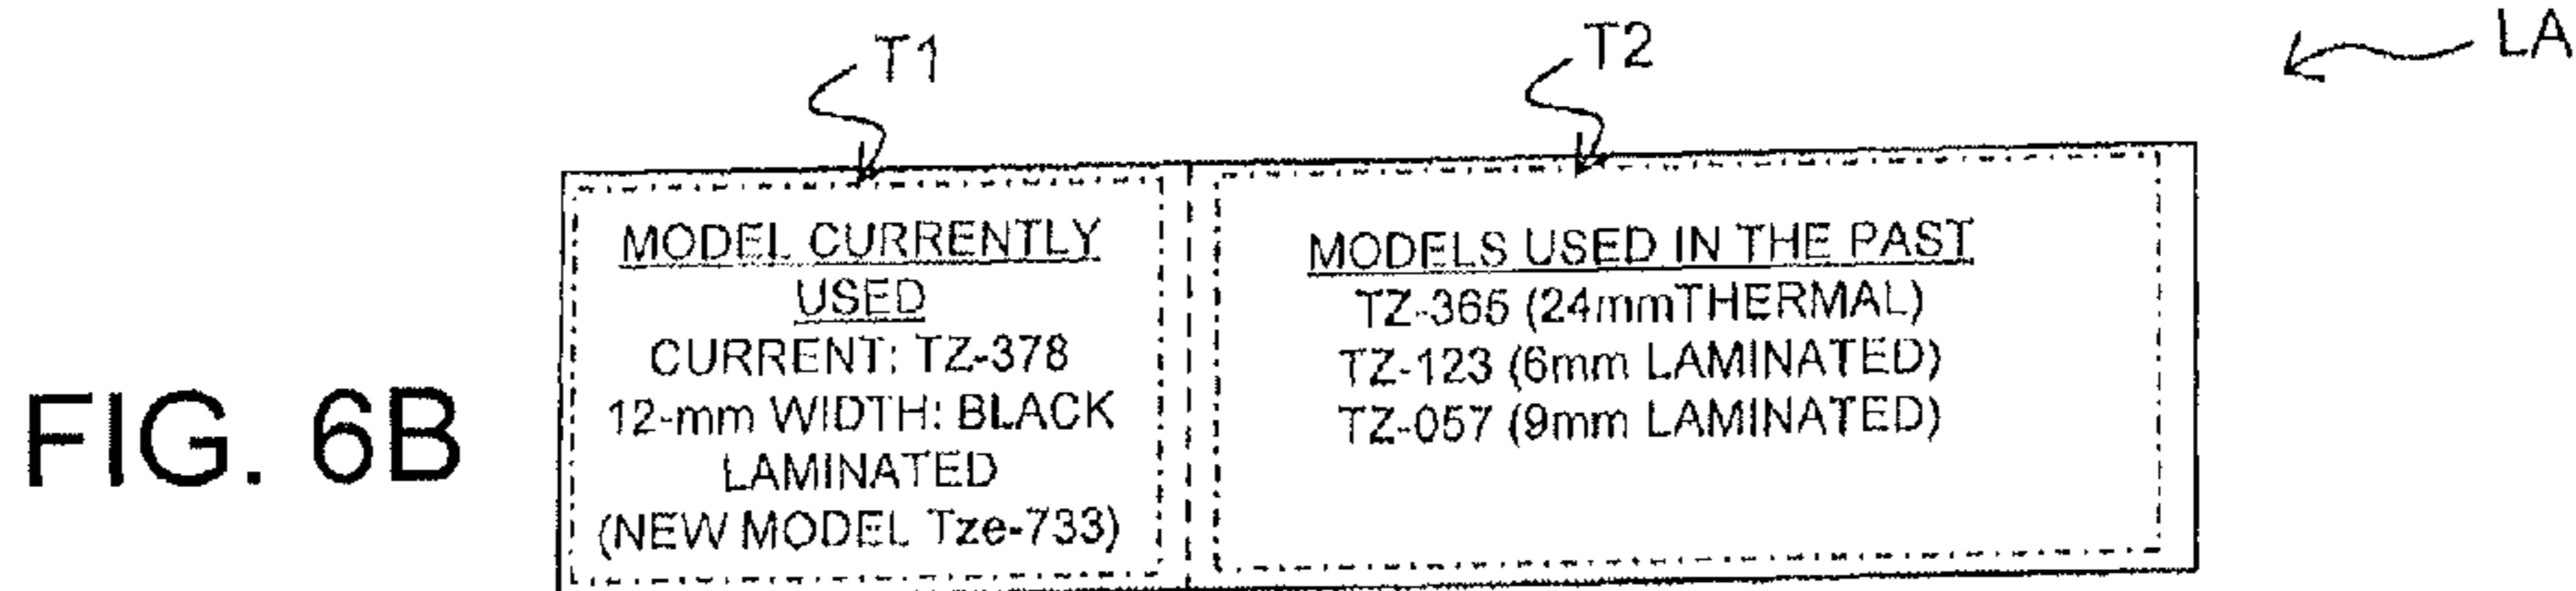 T1
T2
LA
MODEL CURRENTLY
USED
CURRENT: TZ-378
12-mm WIDTH: BLACK
LAMINATED
(NEW MODEL Tze-733)
MODELS USED IN THE PAST
TZ-365 (24mmTHERMAL)
TZ-123 (6mm LAMINATED)
TZ-057 (9mm LAMINATED)
FIG. 6B